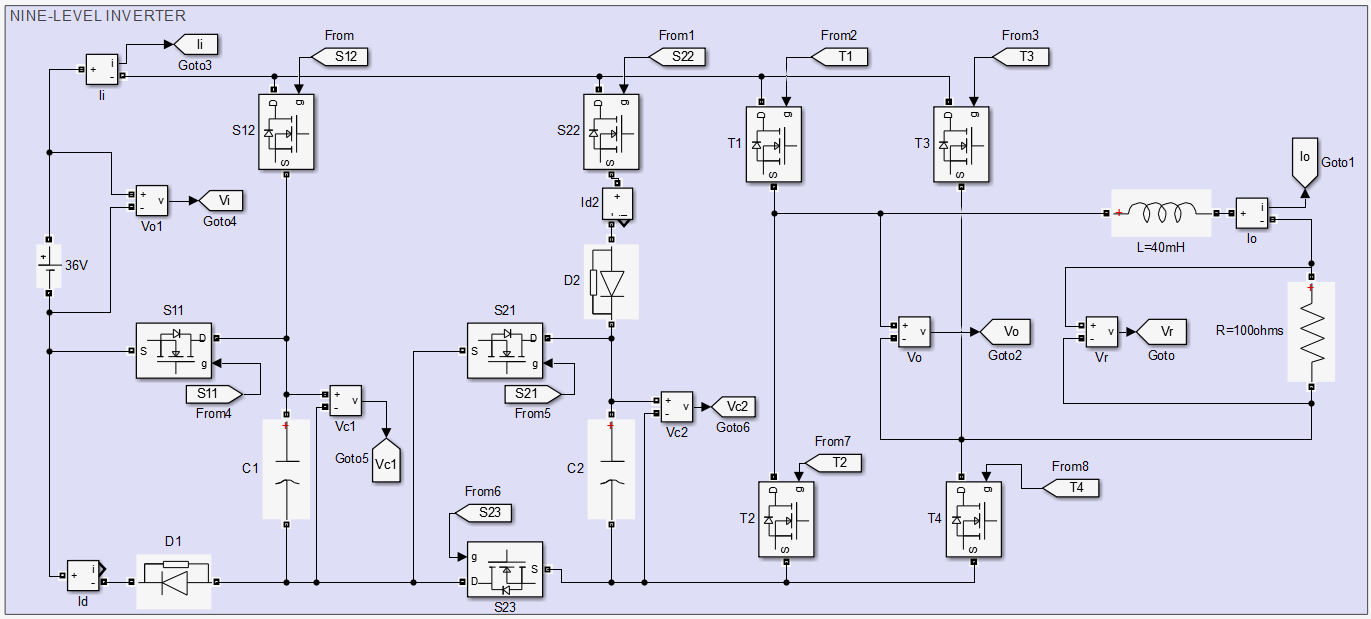 NINE-LEVEL INVERTER
From
From1
From2
From3
Ii
S12
S22
T1
T3
Goto3
i
+
-
Ii
D
g
S12
S
D
g
S22
S
D
g
T1
S
D
g
T3
S
Io
Goto1
+
-
v
Vi
Vo1
Goto4
Id2
+
i
-
+
L=40mH
+
i
-
Io
+
36V
D2
S11
S21
S
D
g
S
D
g
+
-
v
Vo
Vo
Goto2
+
-
v
Vr
Vr
Goto
+
R=100ohms
S11
From4
S21
From5
+
-
v
Vc1
+
-
v
Vc2
Vc2
Goto6
+
C1
Goto5
Vc1
+
C2
From7
T2
From8
T4
From6
S23
D
g
T2
S
D
g
T4
S
D1
g
D
S
S23
+
i
-
Id